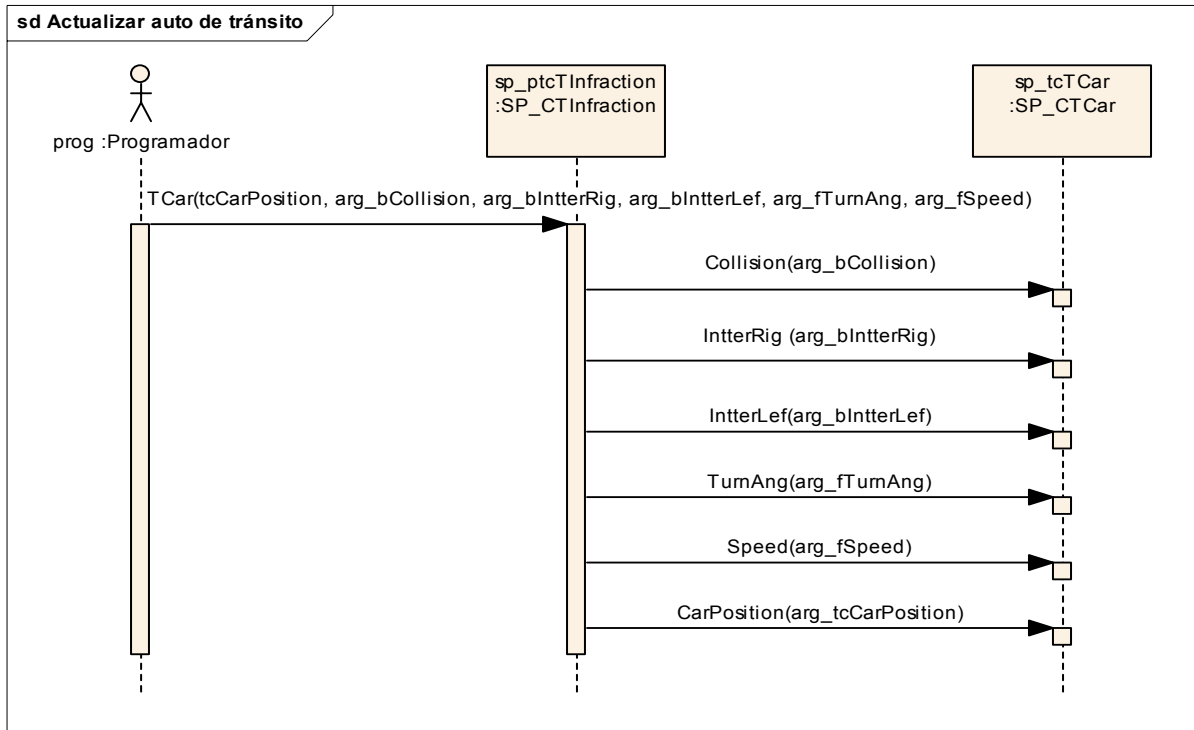 sd Actualizar auto de tránsito
prog :Programador
sp_ptcTInfraction
:SP_CTInfraction
sp_tcTCar
:SP_CTCar
TCar(tcCarPosition, arg_bCollision, arg_bIntterRig, arg_bIntterLef, arg_fTurnAng, arg_fSpeed)
Collision(arg_bCollision)
IntterRig (arg_bIntterRig)
IntterLef(arg_bIntterLef)
TurnAng(arg_fTurnAng)
Speed(arg_fSpeed)
CarPosition(arg_tcCarPosition)